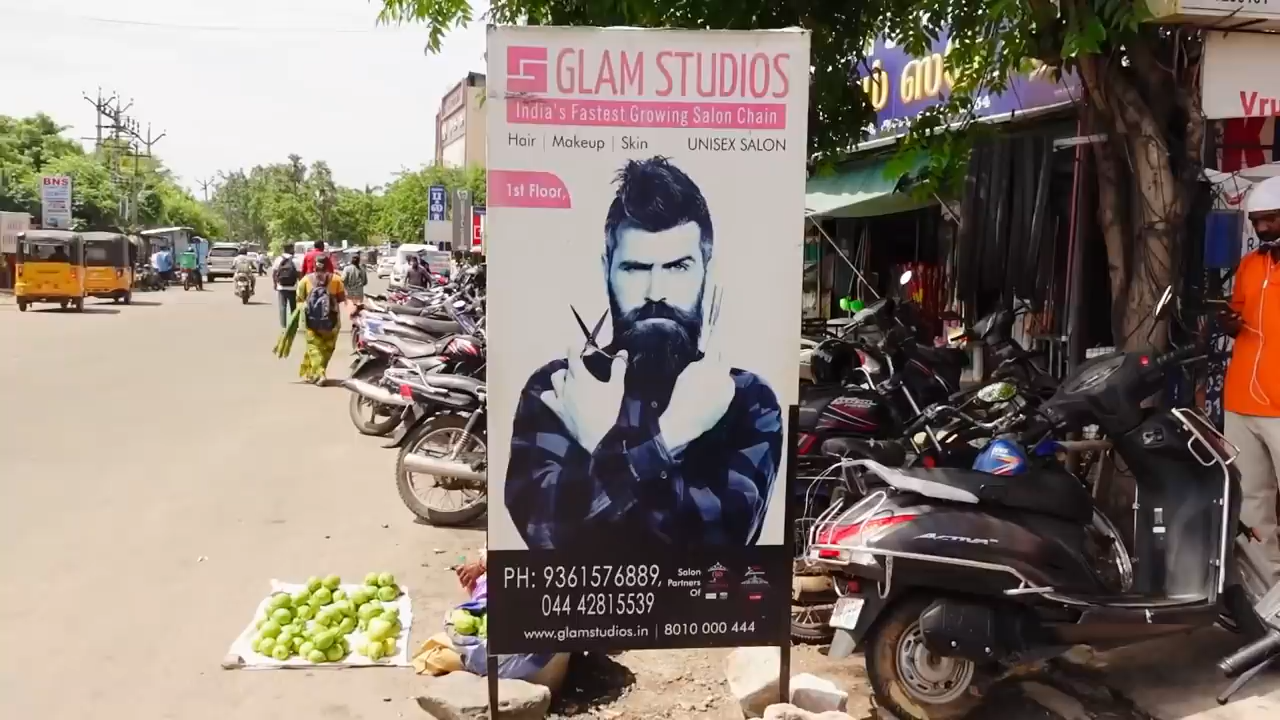 GLAM STUDIOS
India's Fastest Growing Salon Chain
Hair | Makeup | Skin UNISEX SALON
1st Floor,
PH: 9361576889,
044 42815539
Salon
Partners
Of
www.glamstudios.in | 8010 000 444
BNS
Vru
K